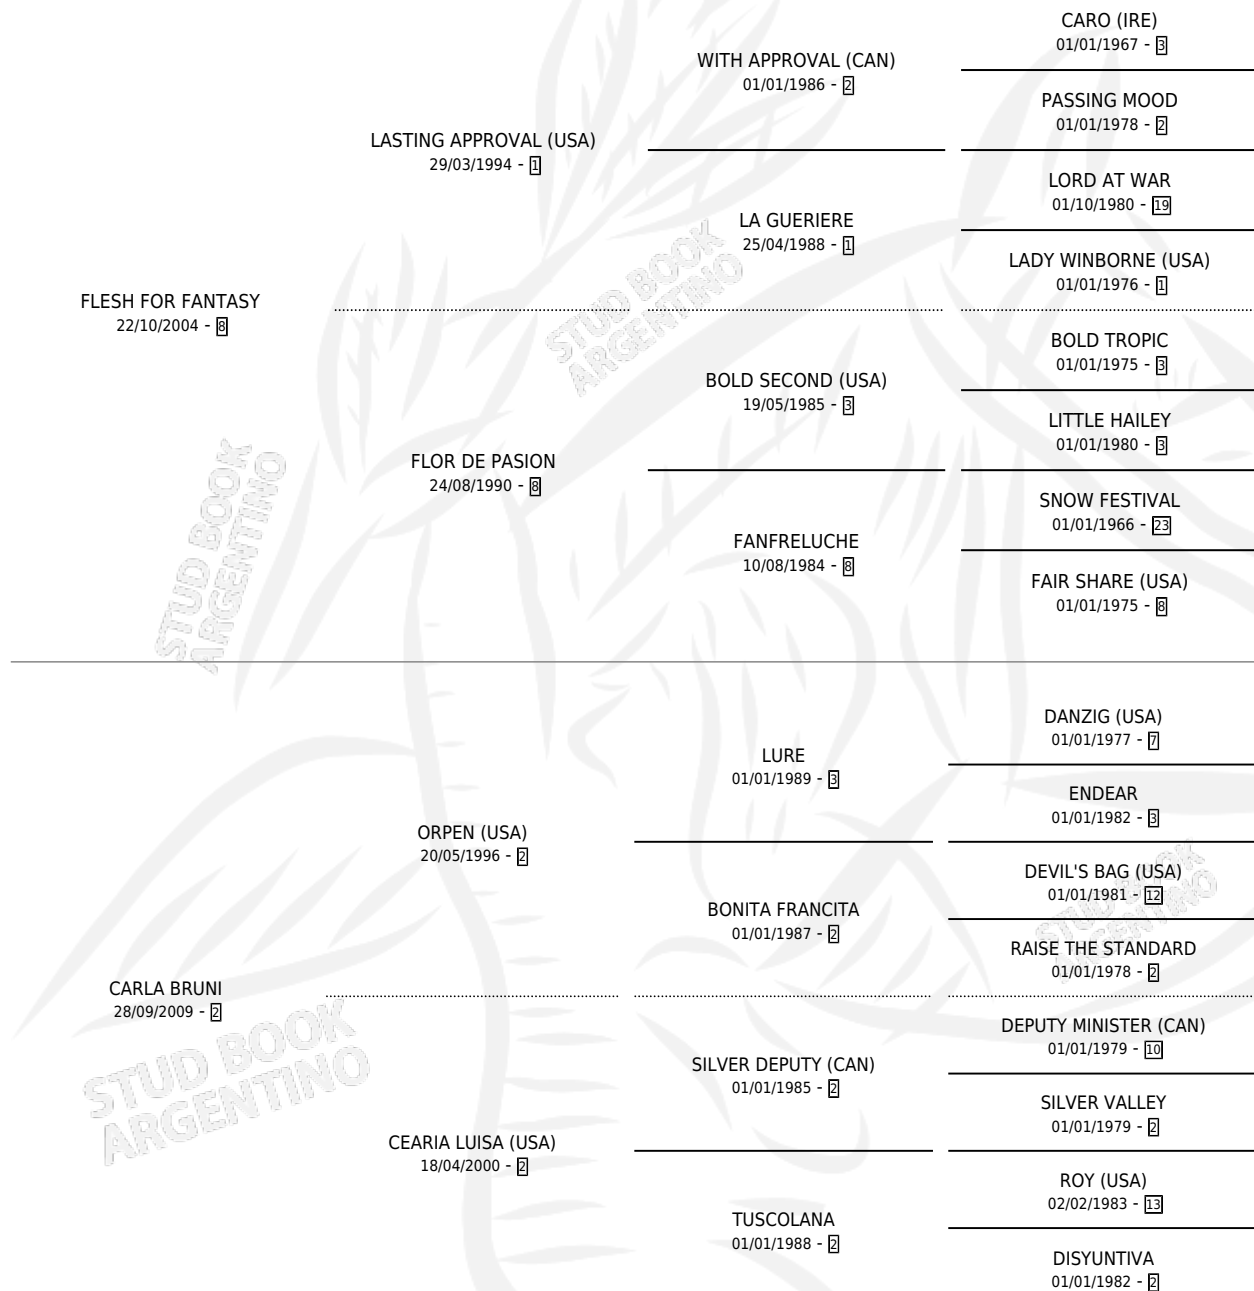 CARO (IRE)
01/01/1967 - 3
WITH APPROVAL (CAN)
01/01/1986 - 2
PASSING MOOD
01/01/1978 - 2
LASTING APPROVAL (USA)
29/03/1994 - 1
LORD AT WAR
01/10/1980 - 19
LA GUERIERE
25/04/1988 - 1
LADY WINBORNE (USA)
01/01/1976 - 1
FLESH FOR FANTASY
22/10/2004 - 8
BOLD TROPIC
01/01/1975 - 3
BOLD SECOND (USA)
19/05/1985 - 3
LITTLE HAILEY
01/01/1980 - 3
FLOR DE PASION
24/08/1990 - 8
SNOW FESTIVAL
01/01/1966 - 23
FANFRELUCHE
10/08/1984 - 8
FAIR SHARE (USA)
01/01/1975 - 8
DANZIG (USA)
01/01/1977 - 7
LURE
01/01/1989 - 3
ENDEAR
01/01/1982 - 3
ORPEN (USA)
20/05/1996 - 2
DEVIL'S BAG (USA)
01/01/1981 - 12
BONITA FRANCITA
01/01/1987 - 2
RAISE THE STANDARD
01/01/1978 - 2
CARLA BRUNI
28/09/2009 - 2
DEPUTY MINISTER (CAN)
01/01/1979 - 10
SILVER DEPUTY (CAN)
01/01/1985 - 2
SILVER VALLEY
01/01/1979 - 2
CEARIA LUISA (USA)
18/04/2000 - 2
ROY (USA)
02/02/1983 - 13
TUSCOLANA
01/01/1988 - 2
DISYUNTIVA
01/01/1982 - 2
STUD BOOK
ARGENTINO
STUD BOOK
ARGENTINO
STUD BOOK
ARGENTINO
STUD BOOK
ARGENTINO